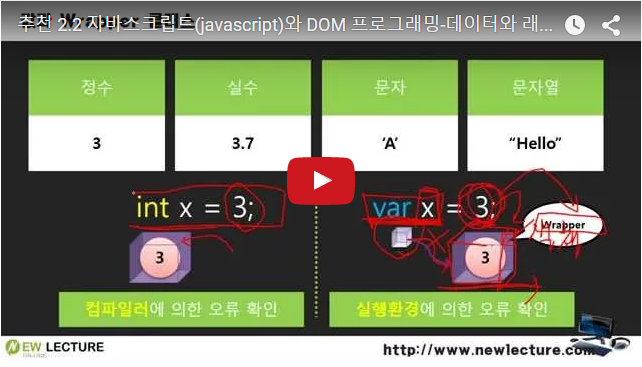 추천 2.2 자바스크립트(javascript)와 DOM 프로그래밍-데이터와 래...
정수 실수 문자 문자열
3 3.7 ‘A’ “Hello”
int x = 3; var x = 3;
Wrapper
3 3
컴파일러에 의한 오류 확인 실행환경에 의한 오류 확인
NEW LECTURE
http://www.newlecture.com